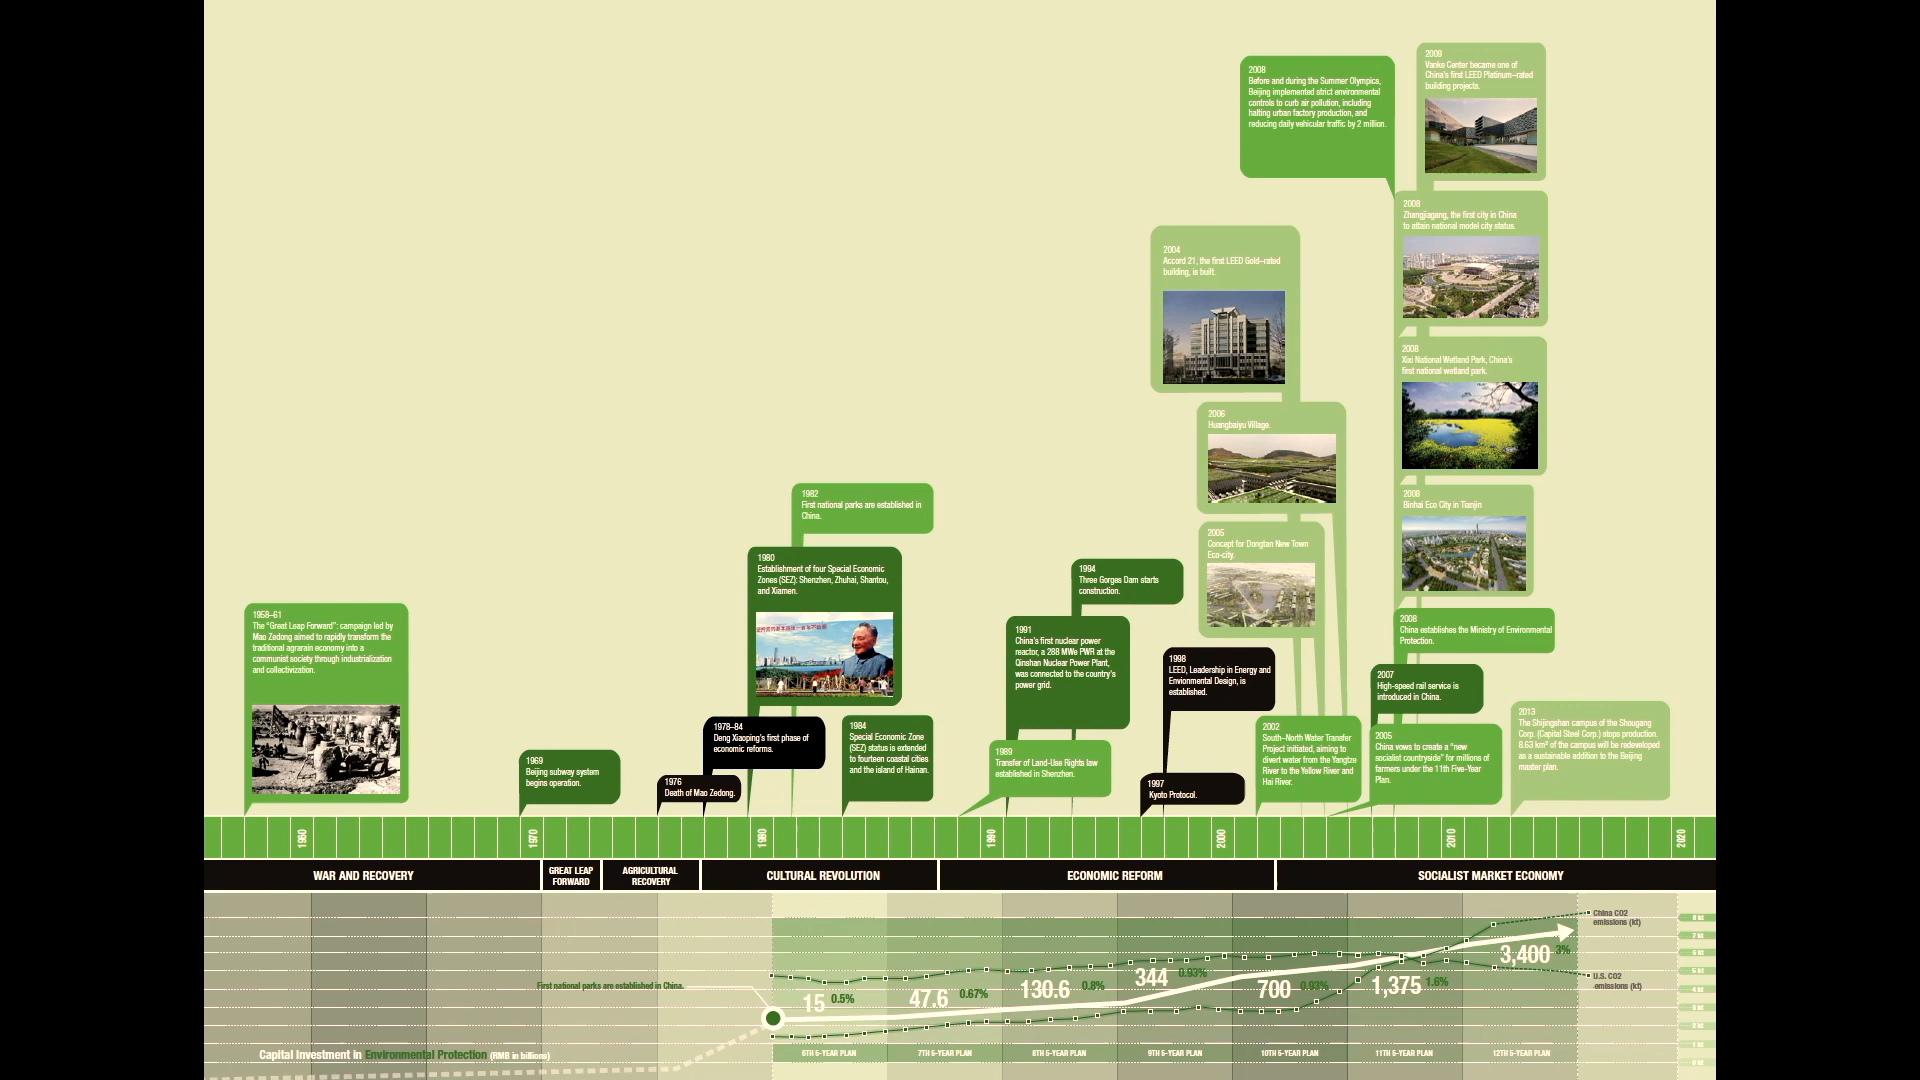 2009
Vanke Center became one of
China's first LEED Platinum–rated
building projects.
2008
Before and during the Summer Olympics,
Beijing implemented strict environmental
controls to curb air pollution, including
halting urban factory production, and
reducing daily vehicular traffic by 2 million.
2008
Zhangjiagang, the first city in China
to attain national model city status.
2004
Accord 21, the first LEED Gold–rated
building, is built.
2008
Xixi National Wetland Park, China's
first national wetland park.
2006
Huangbaiyu Village.
1982
First national parks are established in
China.
2008
Binhai Eco City in Tianjin
2005
Concept for Dongtan New Town
Eco-city.
1980
Establishment of four Special Economic
Zones (SEZ): Shenzhen, Zhuhai, Shantou,
and Xiamen.
1994
Three Gorges Dam starts
construction.
1958–61
The “Great Leap Forward”: campaign led by
Mao Zedong aimed to rapidly transform the
traditional agrarain economy into a
communist society through industrialization
and collectivization.
1991
China's first nuclear power
reactor, a 288 MWe PWR at the
Qinshan Nuclear Power Plant,
was connected to the country's
power grid.
2008
China establishes the Ministry of Environmental
Protection.
1998
LEED, Leadership in Energy and
Envionmental Design, is
established.
2007
High-speed rail service is
introduced in China.
1978–84
Deng Xiaoping's first phase of
economic reforms.
1984
Special Economic Zone
(SEZ) status is extended
to fourteen coastal cities
and the island of Hainan.
2002
South–North Water Transfer
Project initiated, aiming to
divert water from the Yangtze
River to the Yellow River and
Hai River.
2005
China vows to create a “new
socialist countryside” for millions of
farmers under the 11th Five-Year
Plan.
2013
The Shijingshan campus of the Shougang
Corp. (Capital Steel Corp.) stops production.
8.63 km² of the campus will be redeveloped
as a sustainable addition to the Beijing
master plan.
1969
Beijing subway system
begins operation.
1989
Transfer of Land-Use Rights law
established in Shenzhen.
1976
Death of Mao Zedong.
1997
Kyoto Protocol.
1960
1970
1980
1990
2000
2010
2020
WAR AND RECOVERY
GREAT LEAP
FORWARD
AGRICULTURAL
RECOVERY
CULTURAL REVOLUTION
ECONOMIC REFORM
SOCIALIST MARKET ECONOMY
China CO2
emissions (kt)
8 kt
7 kt
6 kt
5 kt
4 kt
3 kt
2 kt
1 kt
0 kt
U.S. CO2
emissions (kt)
First national parks are established in China.
15 0.5%
47.6 0.67%
130.6 0.8%
344 0.93%
700 0.93%
1,375 1.6%
3,400 3%
Capital Investment in Environmental Protection (RMB in billions)
6TH 5-YEAR PLAN
7TH 5-YEAR PLAN
8TH 5-YEAR PLAN
9TH 5-YEAR PLAN
10TH 5-YEAR PLAN
11TH 5-YEAR PLAN
12TH 5-YEAR PLAN